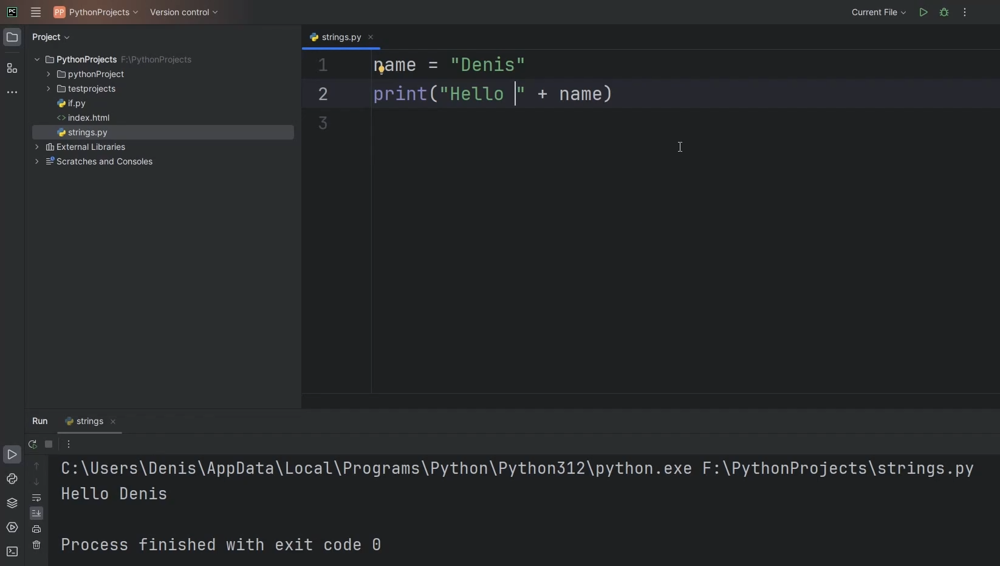 PC PP PythonProjects Version control Current File
Project
strings.py
PythonProjects F:\PythonProjects
pythonProject
testprojects
if.py
<> index.html
strings.py
External Libraries
Scratches and Consoles
1 name = "Denis"
2 print("Hello " + name)
3
Run strings
C:\Users\Denis\AppData\Local\Programs\Python\Python312\python.exe F:\PythonProjects\strings.py
Hello Denis
Process finished with exit code 0